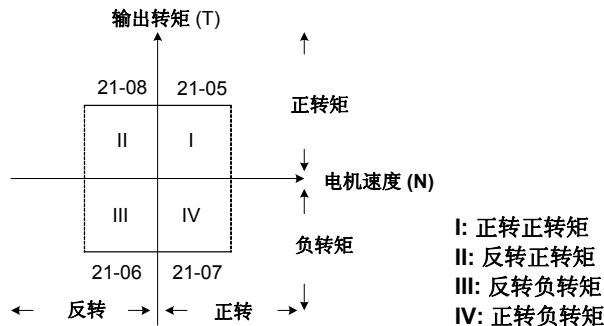 输出转矩 (T)
21-08 21-05
正转矩
II I
电机速度 (N)
III IV
负转矩
21-06 21-07
反转 正转
I: 正转正转矩
II: 反转正转矩
III: 反转负转矩
IV: 正转负转矩